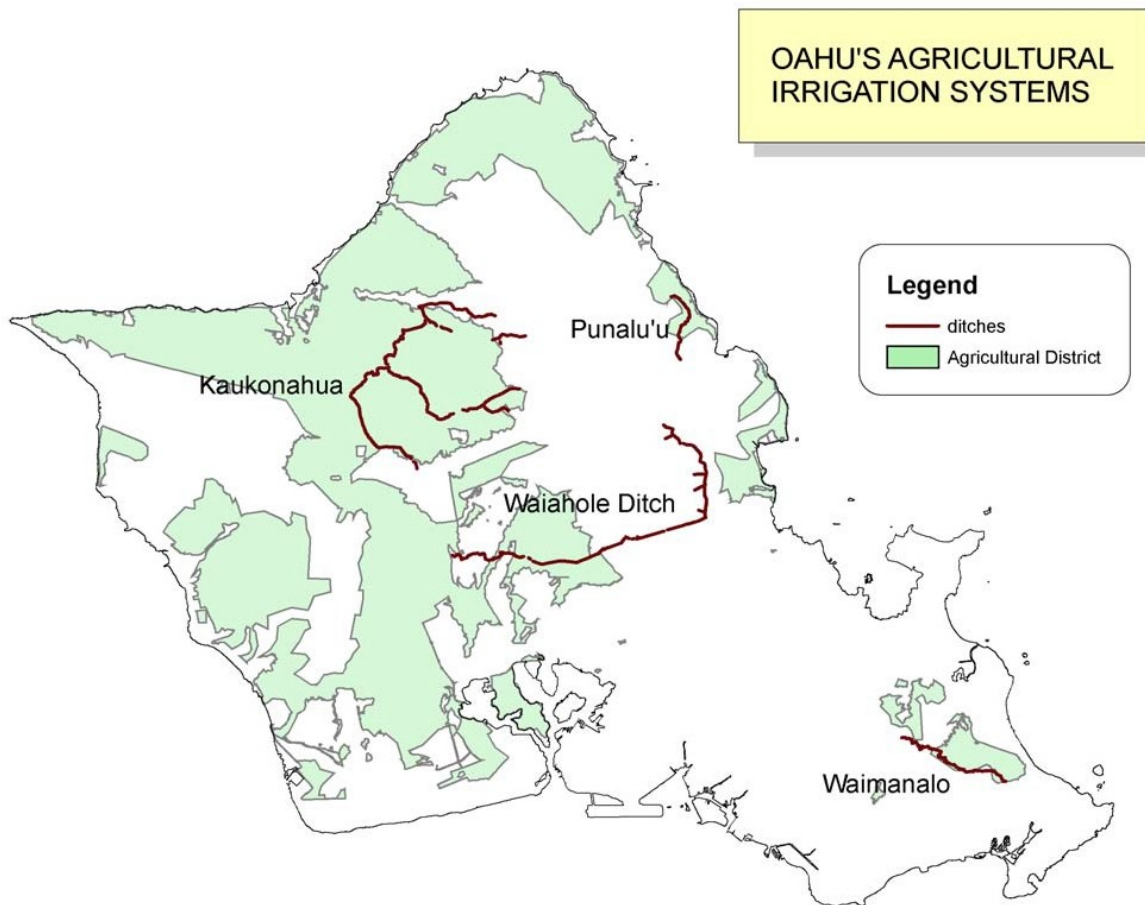 OAHU'S AGRICULTURAL
IRRIGATION SYSTEMS
Legend
ditches
Agricultural District
Punalu'u
Kaukonahua
Waiahole Ditch
Waimanalo